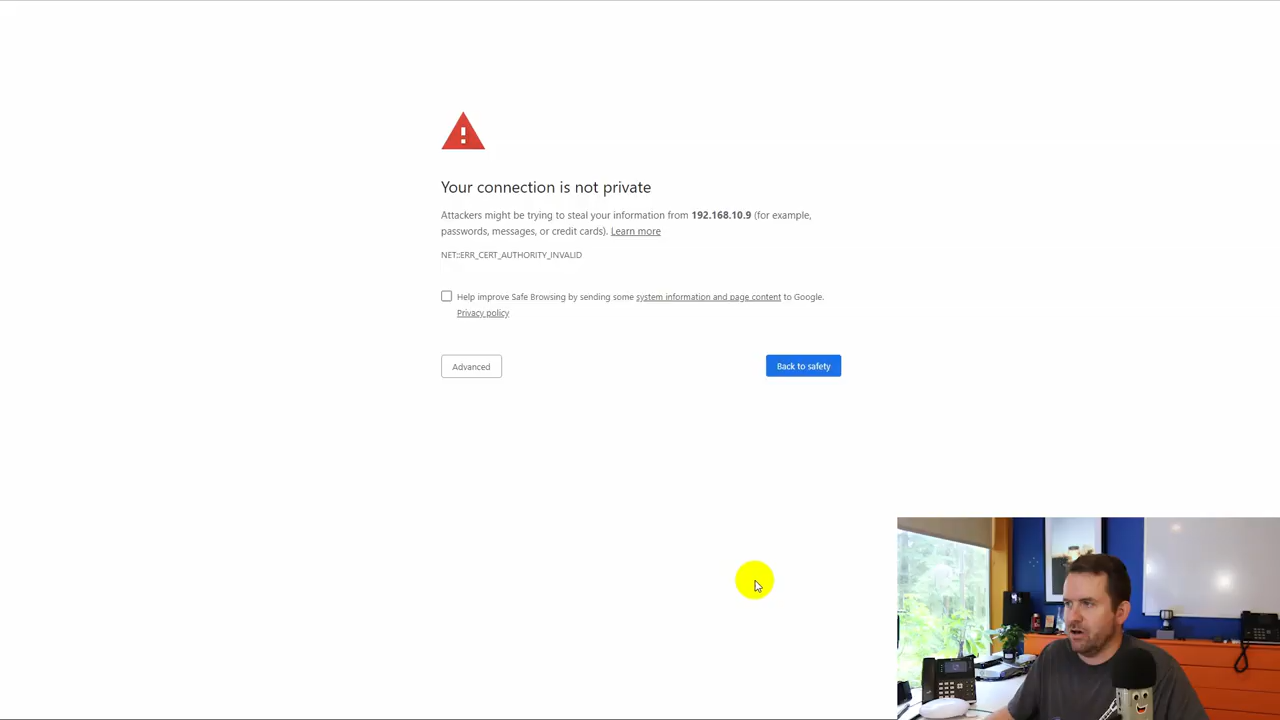 Your connection is not private
Attackers might be trying to steal your information from 192.168.10.9 (for example,
passwords, messages, or credit cards). Learn more
NET::ERR_CERT_AUTHORITY_INVALID
Help improve Safe Browsing by sending some system information and page content to Google.
Privacy policy
Advanced
Back to safety